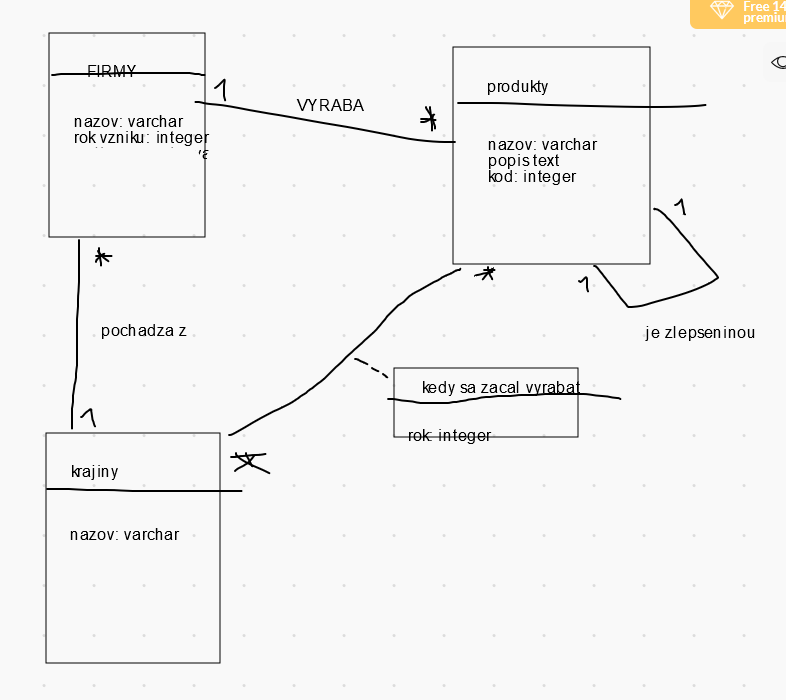 Free 14
premium
FIRMY
nazov: varchar
rok vzniku: integer
1
VYRABA
*
produkty
nazov: varchar
popis text
kod: integer
1
1
je zlepseninou
*
*
pochadza z
1
kedy sa zacal vyrabat
rok: integer
*
krajiny
nazov: varchar